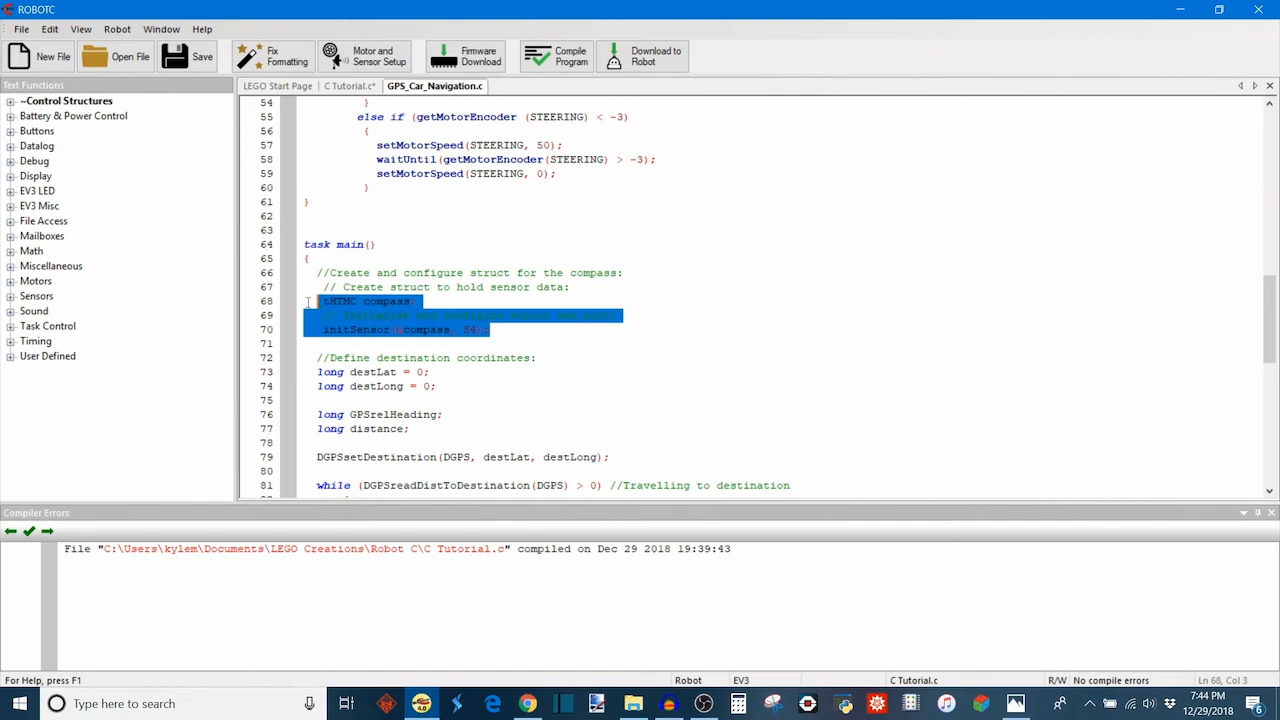 ROBOTC
File Edit View Robot Window Help
New File Open File Save Fix Formatting Motor and Sensor Setup Firmware Download Compile Program Download to Robot
Text Functions
LEGO Start Page C Tutorial.c* GPS_Car_Navigation.c
~Control Structures
Battery & Power Control
Buttons
Datalog
Debug
Display
EV3 LED
EV3 Misc
File Access
Mailboxes
Math
Miscellaneous
Motors
Sensors
Sound
Task Control
Timing
User Defined
54 }
55 else if (getMotorEncoder (STEERING) < -3)
56 {
57 setMotorSpeed(STEERING, 50);
58 waitUntil(getMotorEncoder(STEERING) > -3);
59 setMotorSpeed(STEERING, 0);
60 }
61 }
62
63
64 task main()
65 {
66 //Create and configure struct for the compass:
67 // Create struct to hold sensor data:
68 tHTMC compass;
69 // Initialise and configure struct and port:
70 initSensor(&compass, S4);
71
72 //Define destination coordinates:
73 long destLat = 0;
74 long destLong = 0;
75
76 long GPSrelHeading;
77 long distance;
78
79 DGPSsetDestination(DGPS, destLat, destLong);
80
81 while (DGPSreadDistToDestination(DGPS) > 0) //Travelling to destination
Compiler Errors
File "C:\Users\kylem\Documents\LEGO Creations\Robot C\C Tutorial.c" compiled on Dec 29 2018 19:39:43
For Help, press F1 Robot EV3 C Tutorial.c R/W No compile errors Ln 68, Col 3
Type here to search
7:44 PM
12/29/2018